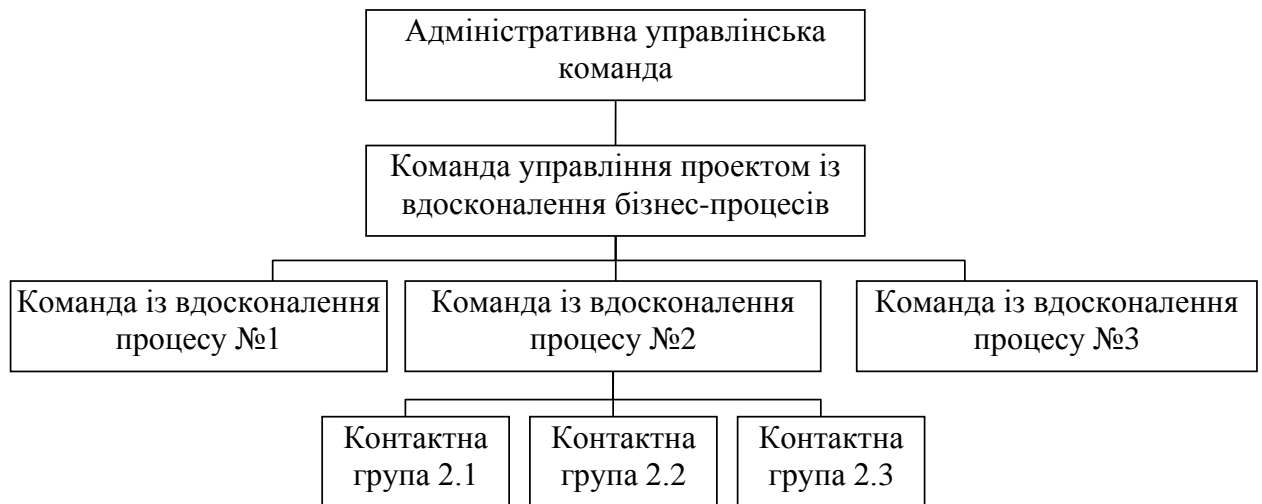 Адміністративна управлінська
команда
Команда управління проектом із
вдосконалення бізнес-процесів
Команда із вдосконалення
процесу №1
Команда із вдосконалення
процесу №2
Команда із вдосконалення
процесу №3
Контактна
група 2.1
Контактна
група 2.2
Контактна
група 2.3